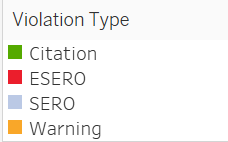 Violation Type
Citation
ESERO
SERO
Warning